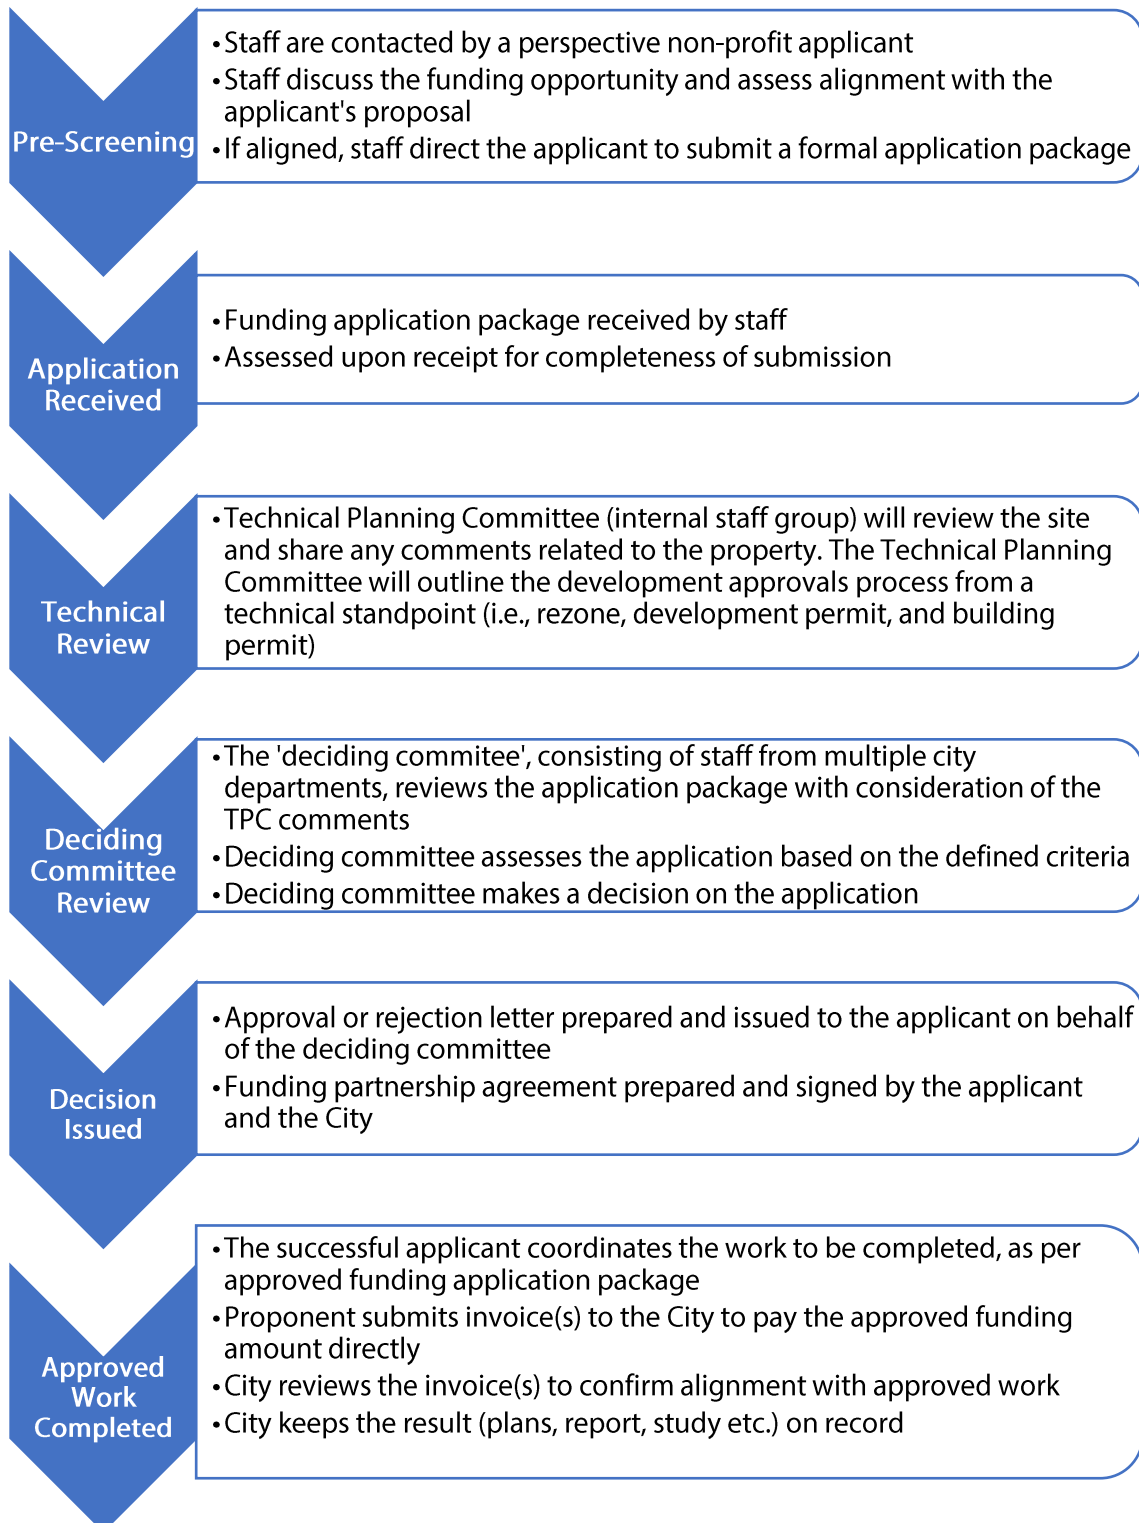 Pre-Screening
•Staff are contacted by a perspective non-profit applicant
•Staff discuss the funding opportunity and assess alignment with the
applicant's proposal
•If aligned, staff direct the applicant to submit a formal application package
Application
Received
•Funding application package received by staff
•Assessed upon receipt for completeness of submission
Technical
Review
•Technical Planning Committee (internal staff group) will review the site
and share any comments related to the property. The Technical Planning
Committee will outline the development approvals process from a
technical standpoint (i.e., rezone, development permit, and building
permit)
Deciding
Committee
Review
•The 'deciding commitee', consisting of staff from multiple city
departments, reviews the application package with consideration of the
TPC comments
•Deciding committee assesses the application based on the defined criteria
•Deciding committee makes a decision on the application
Decision
Issued
•Approval or rejection letter prepared and issued to the applicant on behalf
of the deciding committee
•Funding partnership agreement prepared and signed by the applicant
and the City
Approved
Work
Completed
•The successful applicant coordinates the work to be completed, as per
approved funding application package
•Proponent submits invoice(s) to the City to pay the approved funding
amount directly
•City reviews the invoice(s) to confirm alignment with approved work
•City keeps the result (plans, report, study etc.) on record